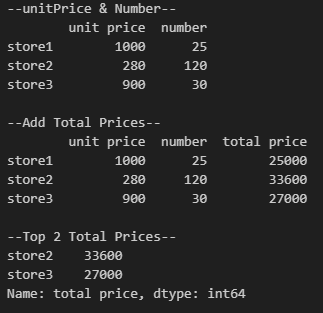 --unitPrice & Number--
        unit price  number
store1        1000      25
store2         280     120
store3         900      30

--Add Total Prices--
        unit price  number  total price
store1        1000      25        25000
store2         280     120        33600
store3         900      30        27000

--Top 2 Total Prices--
store2    33600
store3    27000
Name: total price, dtype: int64